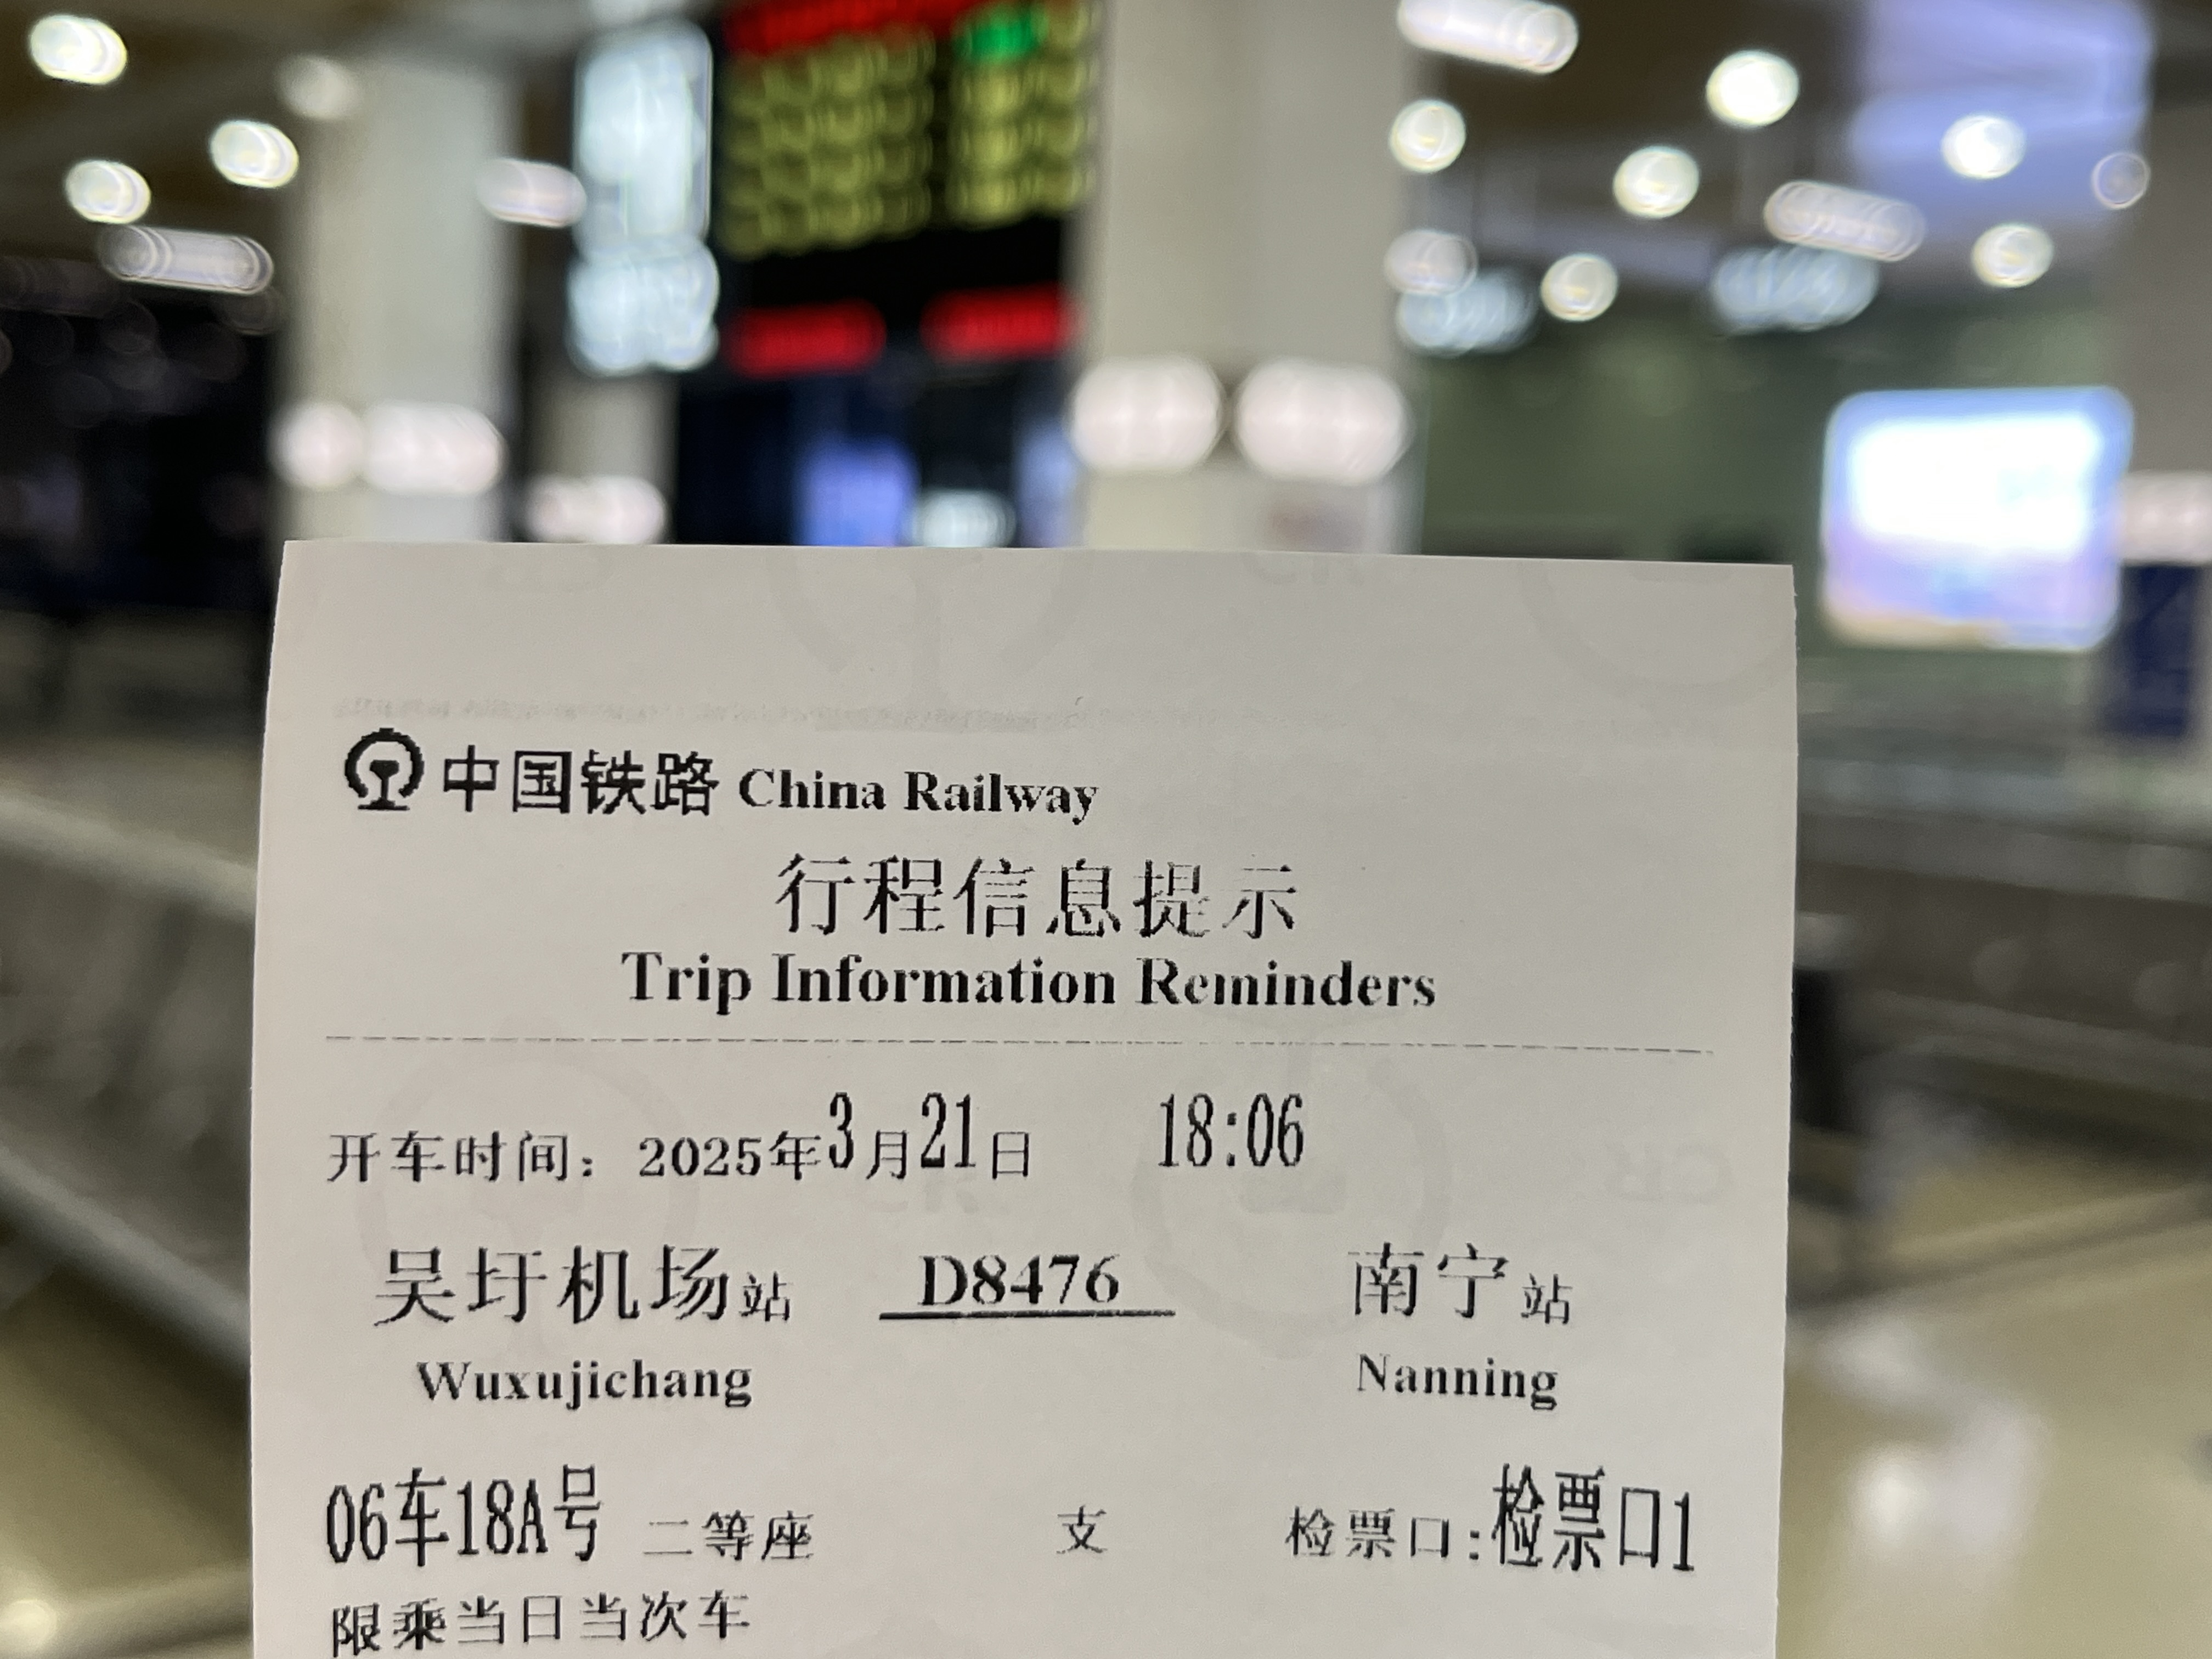 中国铁路 China Railway
行程信息提示
Trip Information Reminders
开车时间：2025年3月21日 18:06
吴圩机场站 D8476 南宁站
Wuxujichang Nanning
06车18A号 二等座 支 检票口:检票口1
限乘当日当次车